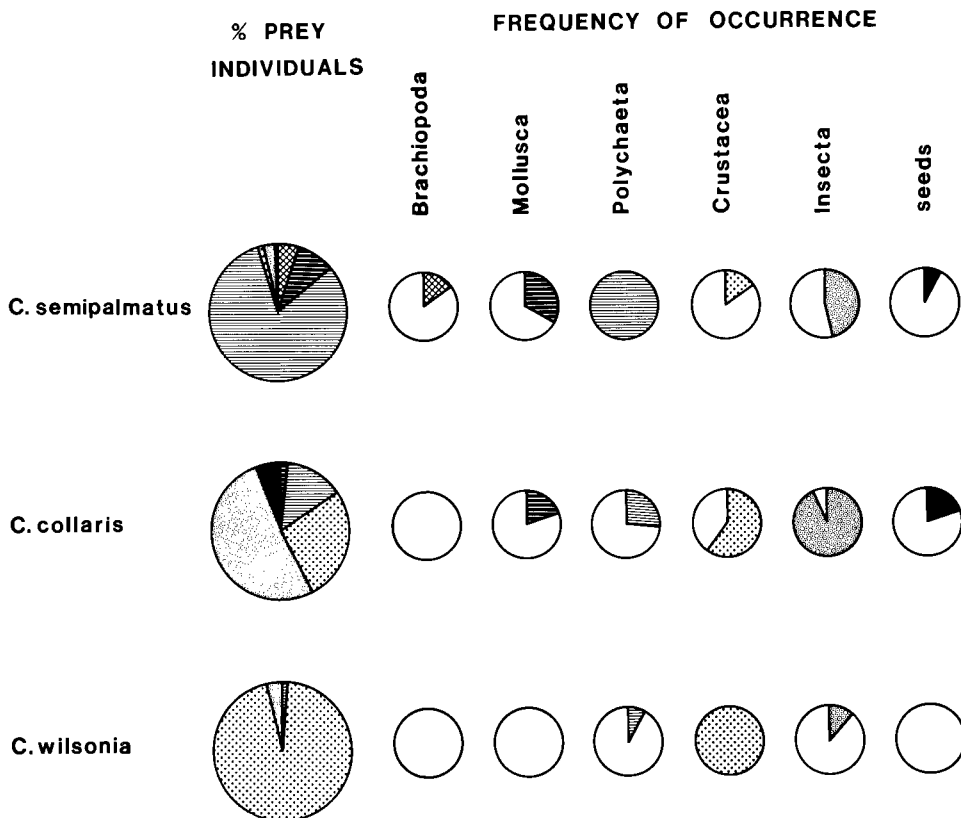 % PREY
INDIVIDUALS
FREQUENCY OF OCCURRENCE
Brachiopoda
Mollusca
Polychaeta
Crustacea
Insecta
seeds
C. semipalmatus
C. collaris
C. wilsonia